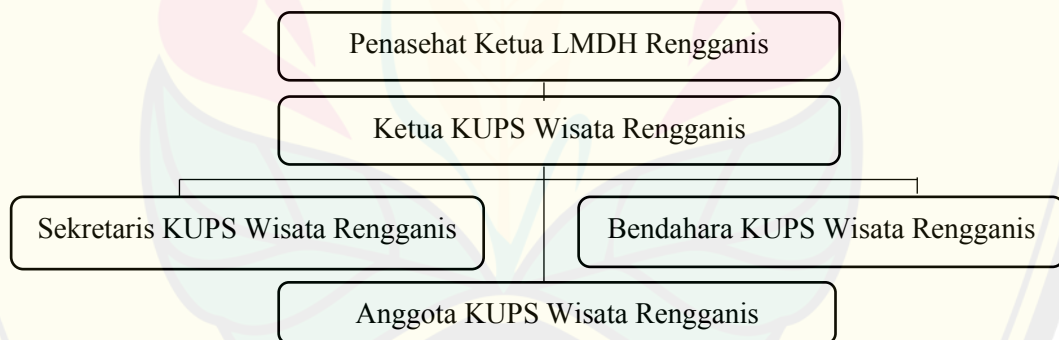 Penasehat Ketua LMDH Rengganis
Ketua KUPS Wisata Rengganis
Sekretaris KUPS Wisata Rengganis
Bendahara KUPS Wisata Rengganis
Anggota KUPS Wisata Rengganis